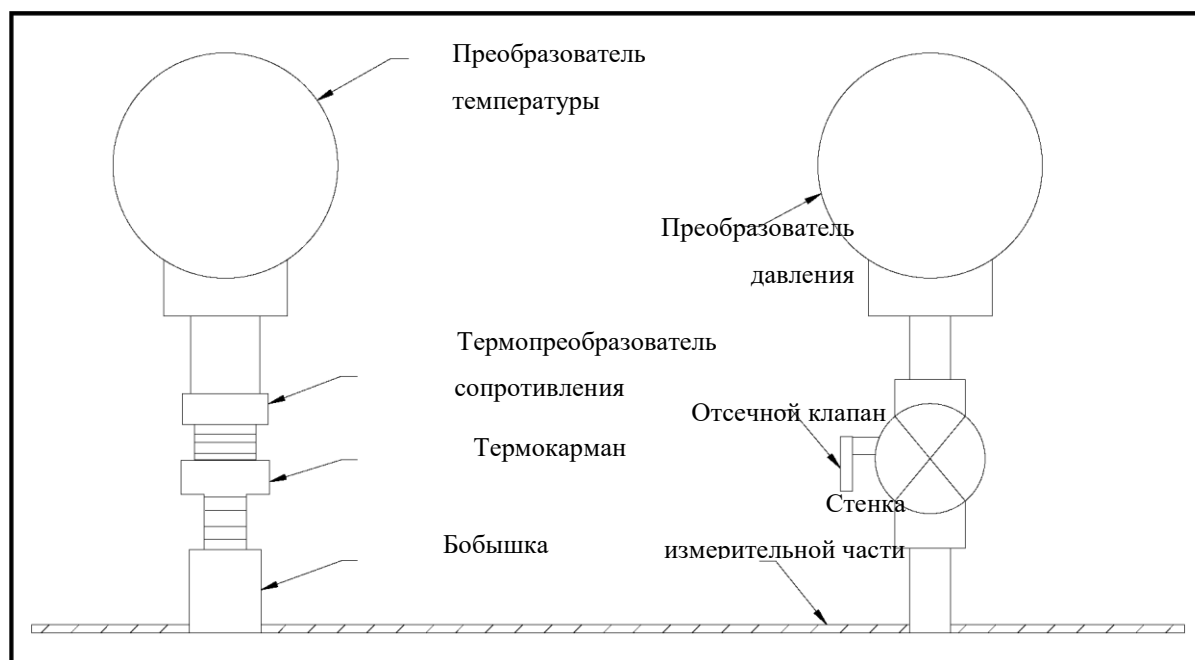 Преобразователь
температуры
Преобразователь
давления
Термопреобразователь
сопротивления
Отсечной клапан
Термокарман
Стенка
измерительной части
Бобышка